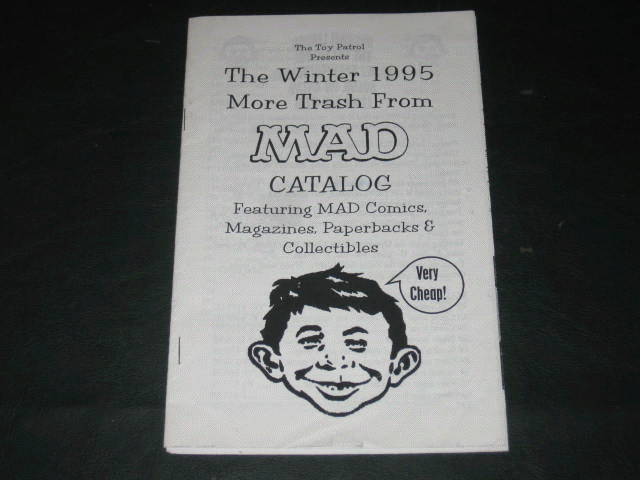 The Toy Patrol
Presents
The Winter 1995
More Trash From
MAD
CATALOG
Featuring MAD Comics,
Magazines, Paperbacks &
Collectibles
Very
Cheap!